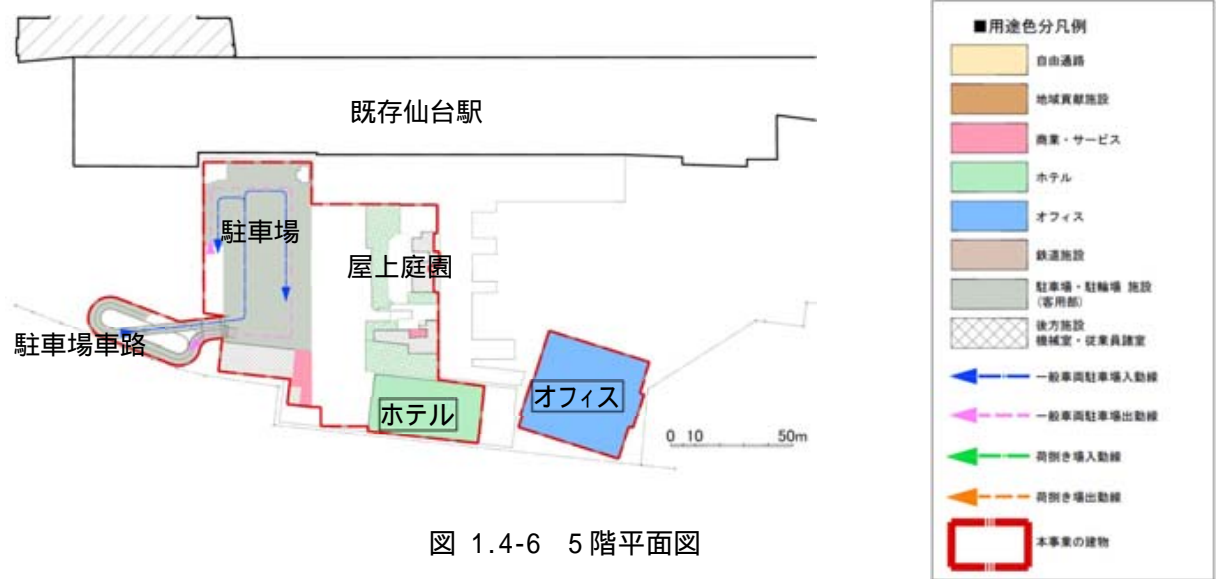 既存仙台駅
駐車場
屋上庭園
駐車場車路
ホテル
オフィス
0 10 50m
図 1.4-6 5階平面図
■用途色分凡例
自由通路
地域貢献施設
商業・サービス
ホテル
オフィス
鉄道施設
駐車場・駐輪場 施設
(客用部)
後方施設
機械室・従業員諸室
一般車両駐車場入動線
一般車両駐車場出動線
荷捌き場入動線
荷捌き場出動線
本事業の建物